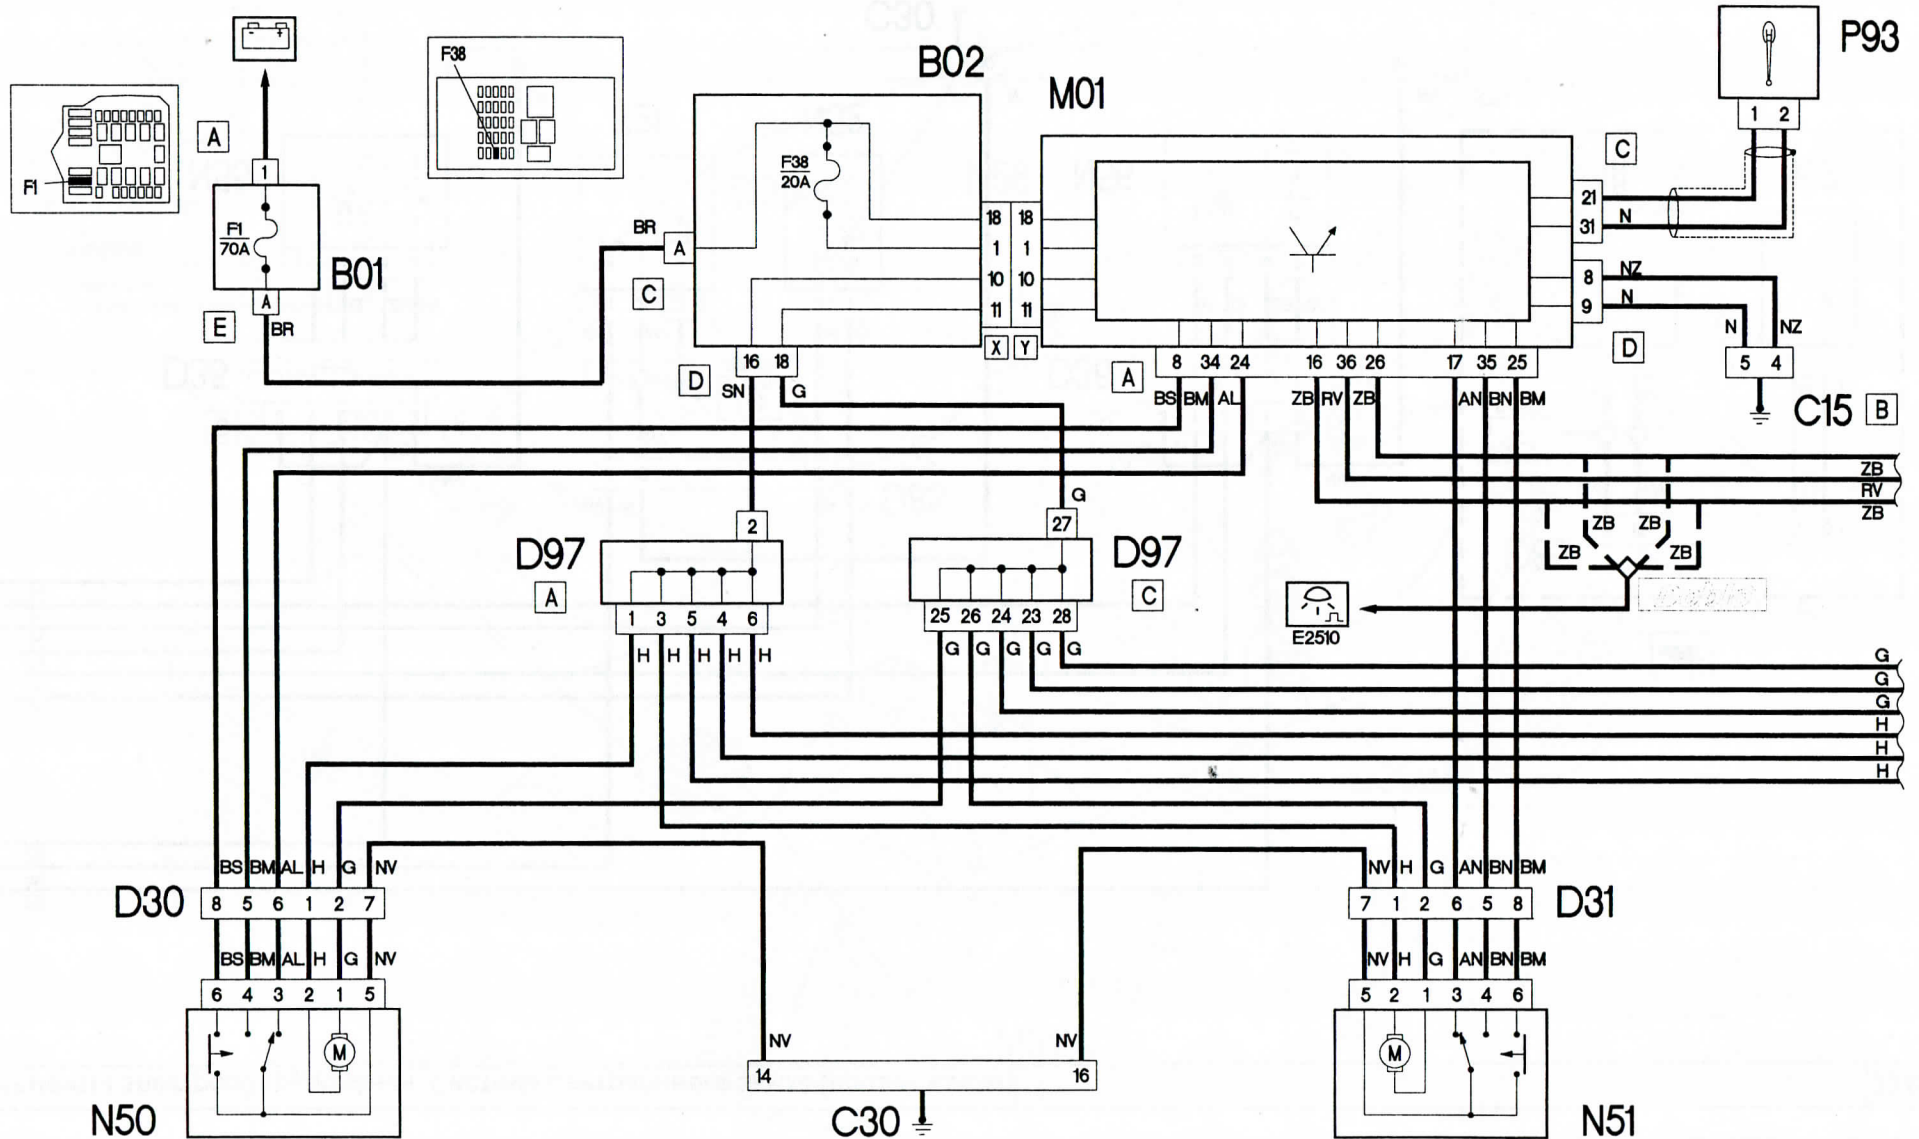 - +
P93
F38
B02
M01
1 2
A
C
F1
1
F38
20A
21
N
31
F1
70A
B01
BR
A
C
18 18
1 1
10 10
11 11
X Y
NZ
8
N
9
N NZ
D
5 4
A
E
BR
D
16 18
SN G
A
8 34 24 16 36 26 17 35 25
BS BM AL ZB RV ZB AN BN BM
C15 B
ZB
RV
ZB
G
2
27
ZB ZB
ZB ZB
D97
A
D97
C
E2510
1 3 5 4 6
H H H H H
25 26 24 23 28
G G G G G
G
G
G
H
H
H
BS BM AL H G NV
NV H G AN BN BM
D30
8 5 6 1 2 7
7 1 2 6 5 8
D31
BS BM AL H G NV
NV H G AN BN BM
6 4 3 2 1 5
5 2 1 3 4 6
M
M
NV NV
14 16
N50
C30
N51